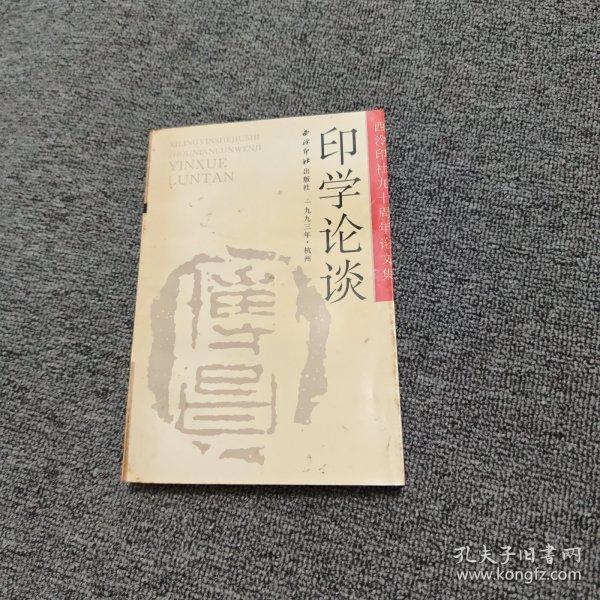 西泠印社九十周年论文集
印学论谈
西泠印社出版社 一九九三年·杭州
XILINGYINSHEJIUSHI
ZHOUNIANLUNWENJI
YINXUE
LUNTAN
孔夫子旧书网
www.kongfz.com